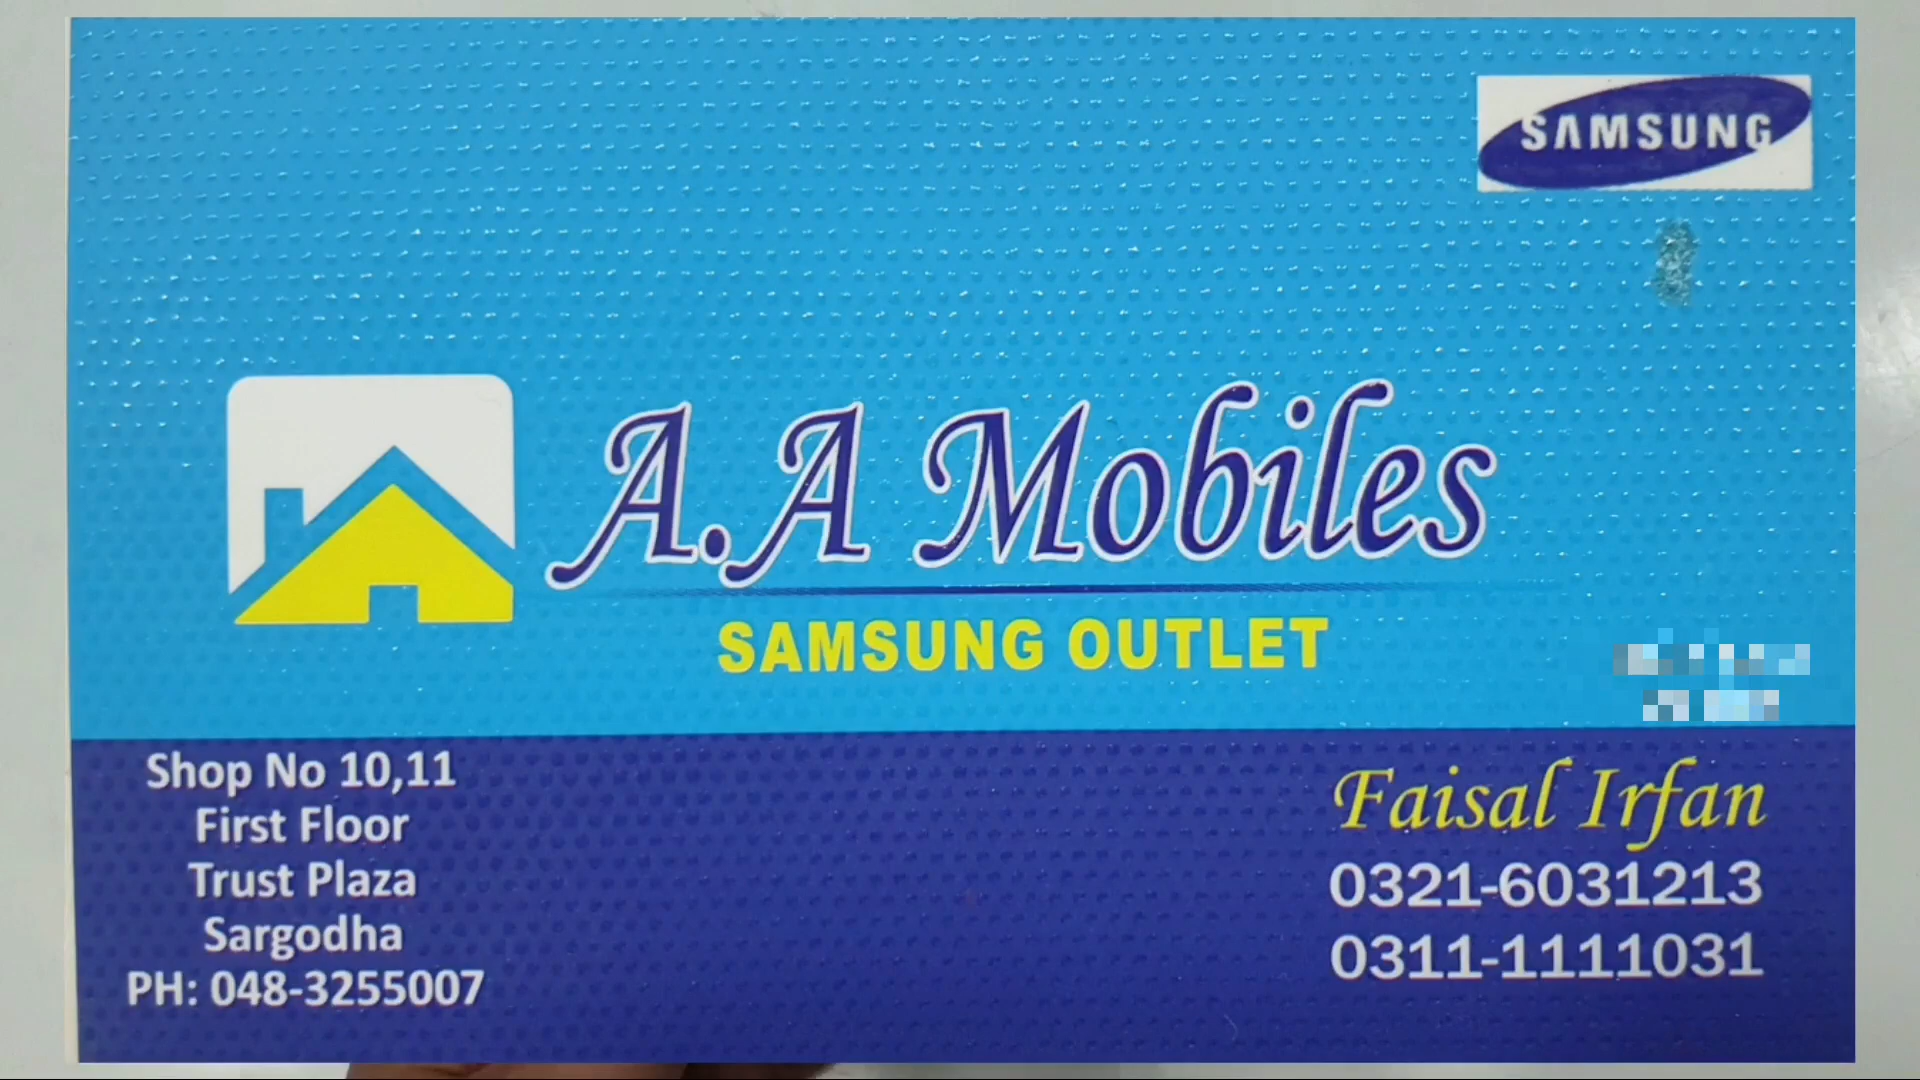 SAMSUNG
A.A Mobiles
SAMSUNG OUTLET
Shop No 10,11
First Floor
Trust Plaza
Sargodha
PH: 048-3255007
Faisal Irfan
0321-6031213
0311-1111031